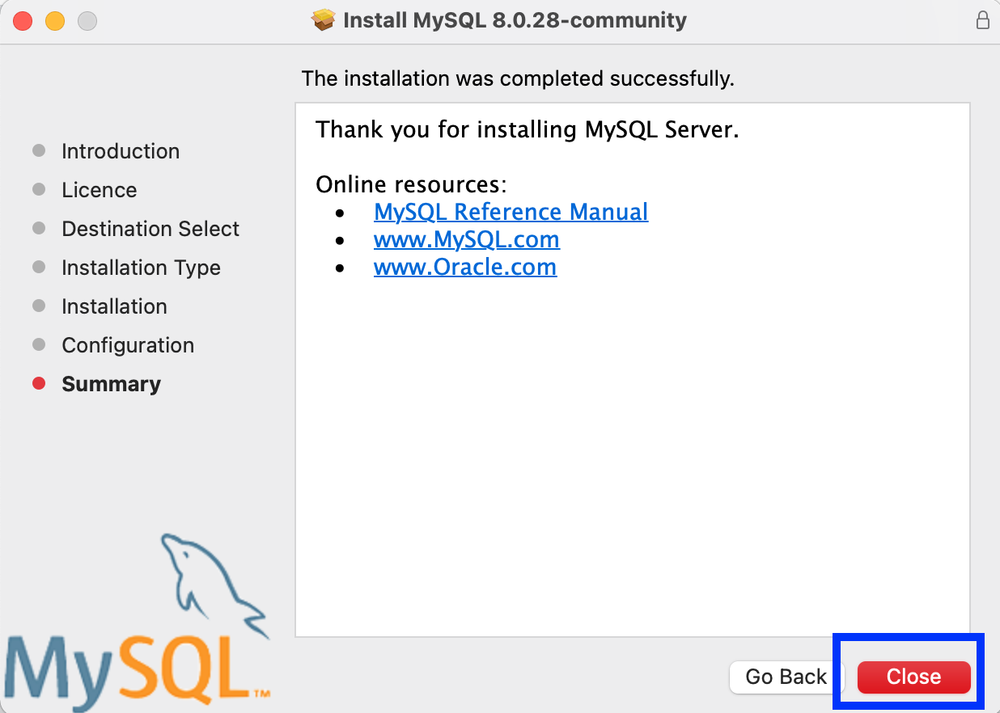 Install MySQL 8.0.28-community
The installation was completed successfully.
Introduction
Licence
Destination Select
Installation Type
Installation
Configuration
Summary
Thank you for installing MySQL Server.
Online resources:
• MySQL Reference Manual
• www.MySQL.com
• www.Oracle.com
MySQL™
Go Back
Close